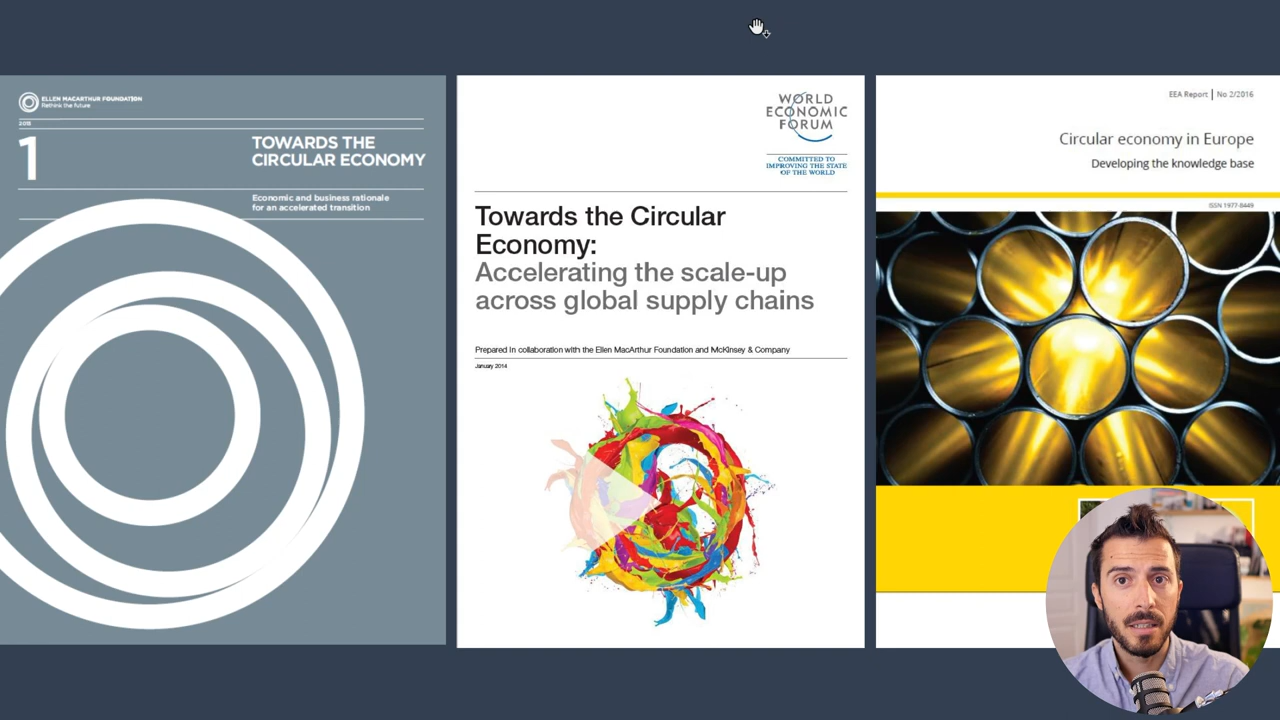 ELLEN MACARTHUR FOUNDATION
Rethink the future
1
TOWARDS THE
CIRCULAR ECONOMY
Economic and business rationale
for an accelerated transition
WORLD
ECONOMIC
FORUM
COMMITTED TO
IMPROVING THE STATE
OF THE WORLD
Towards the Circular
Economy:
Accelerating the scale-up
across global supply chains
Prepared in collaboration with the Ellen MacArthur Foundation and McKinsey & Company
January 2014
EEA Report | No 2/2016
Circular economy in Europe
Developing the knowledge base
ISSN 1977-8449